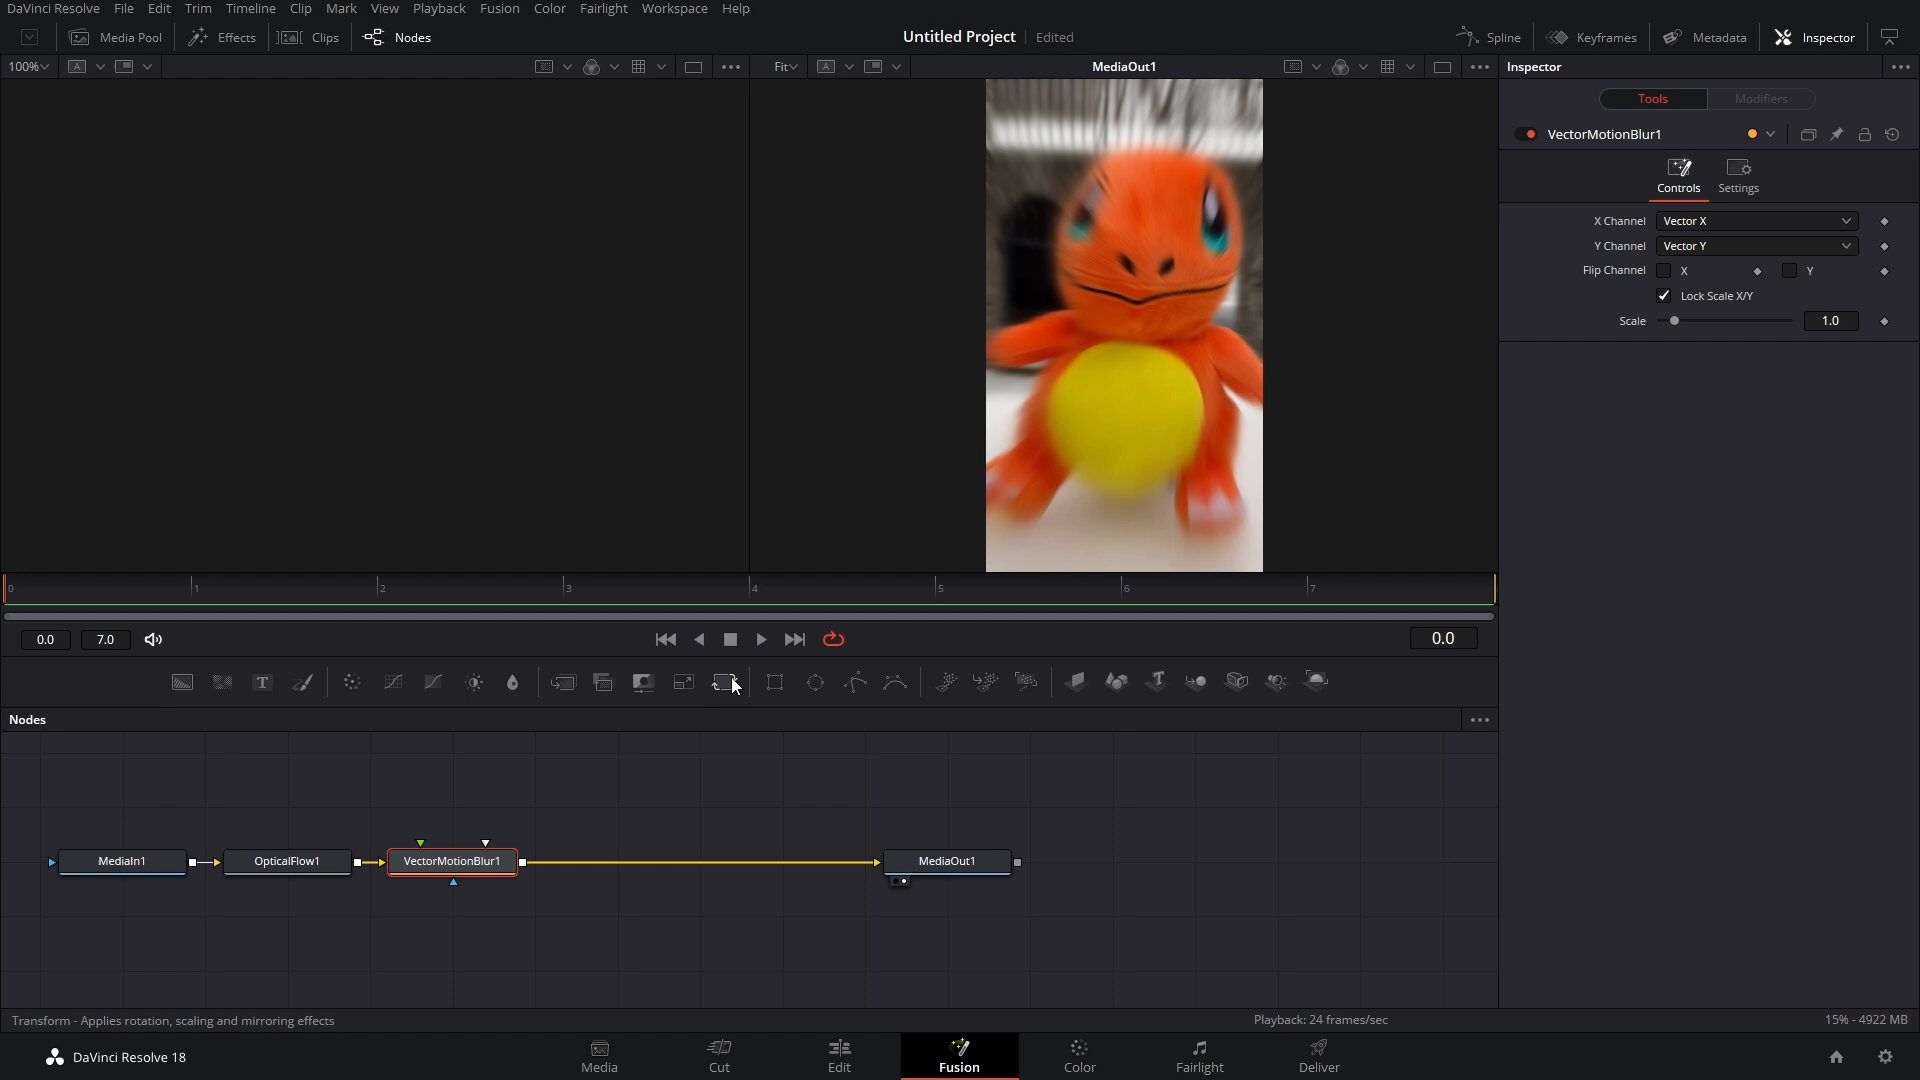 DaVinci Resolve File Edit Trim Timeline Clip Mark View Playback Fusion Color Fairlight Workspace Help
Media Pool Effects Clips Nodes Untitled Project Edited Spline Keyframes Metadata Inspector
100% A Fit A MediaOut1 Inspector
Tools Modifiers
VectorMotionBlur1
Controls Settings
X Channel Vector X
Y Channel Vector Y
Flip Channel X Y
Lock Scale X/Y
Scale 1.0
0 1 2 3 4 5 6 7
0.0 7.0 0.0
T T
Nodes
MediaIn1 OpticalFlow1 VectorMotionBlur1 MediaOut1
Transform - Applies rotation, scaling and mirroring effects Playback: 24 frames/sec 15% - 4922 MB
DaVinci Resolve 18 Media Cut Edit Fusion Color Fairlight Deliver